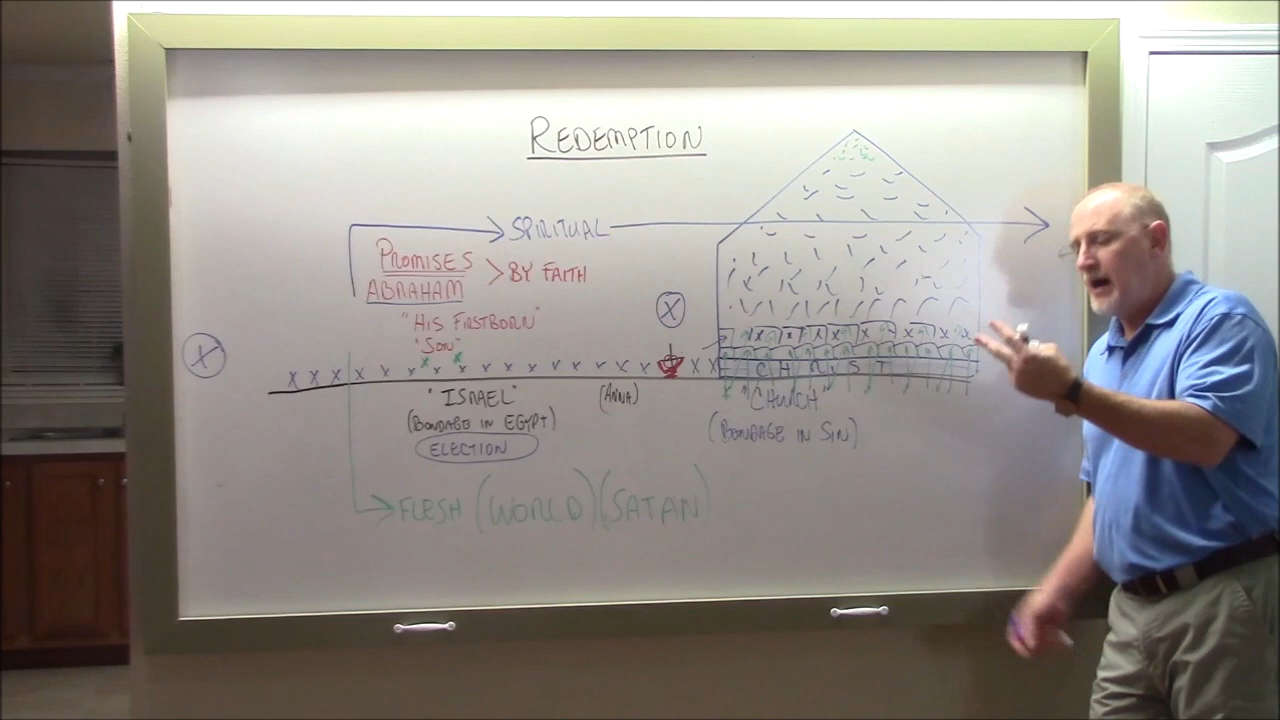 REDEMPTION
SPIRITUAL
PROMISES
ABRAHAM
> BY FAITH
"HIS FIRSTBORN"
"SON"
X
X
X X X X X X X X X X X X X X X X X X
C H R I S T
"ISRAEL"
(ANNA)
"CHURCH"
(BONDAGE IN EGYPT)
(BONDAGE IN SIN)
ELECTION
FLESH (WORLD) (SATAN)